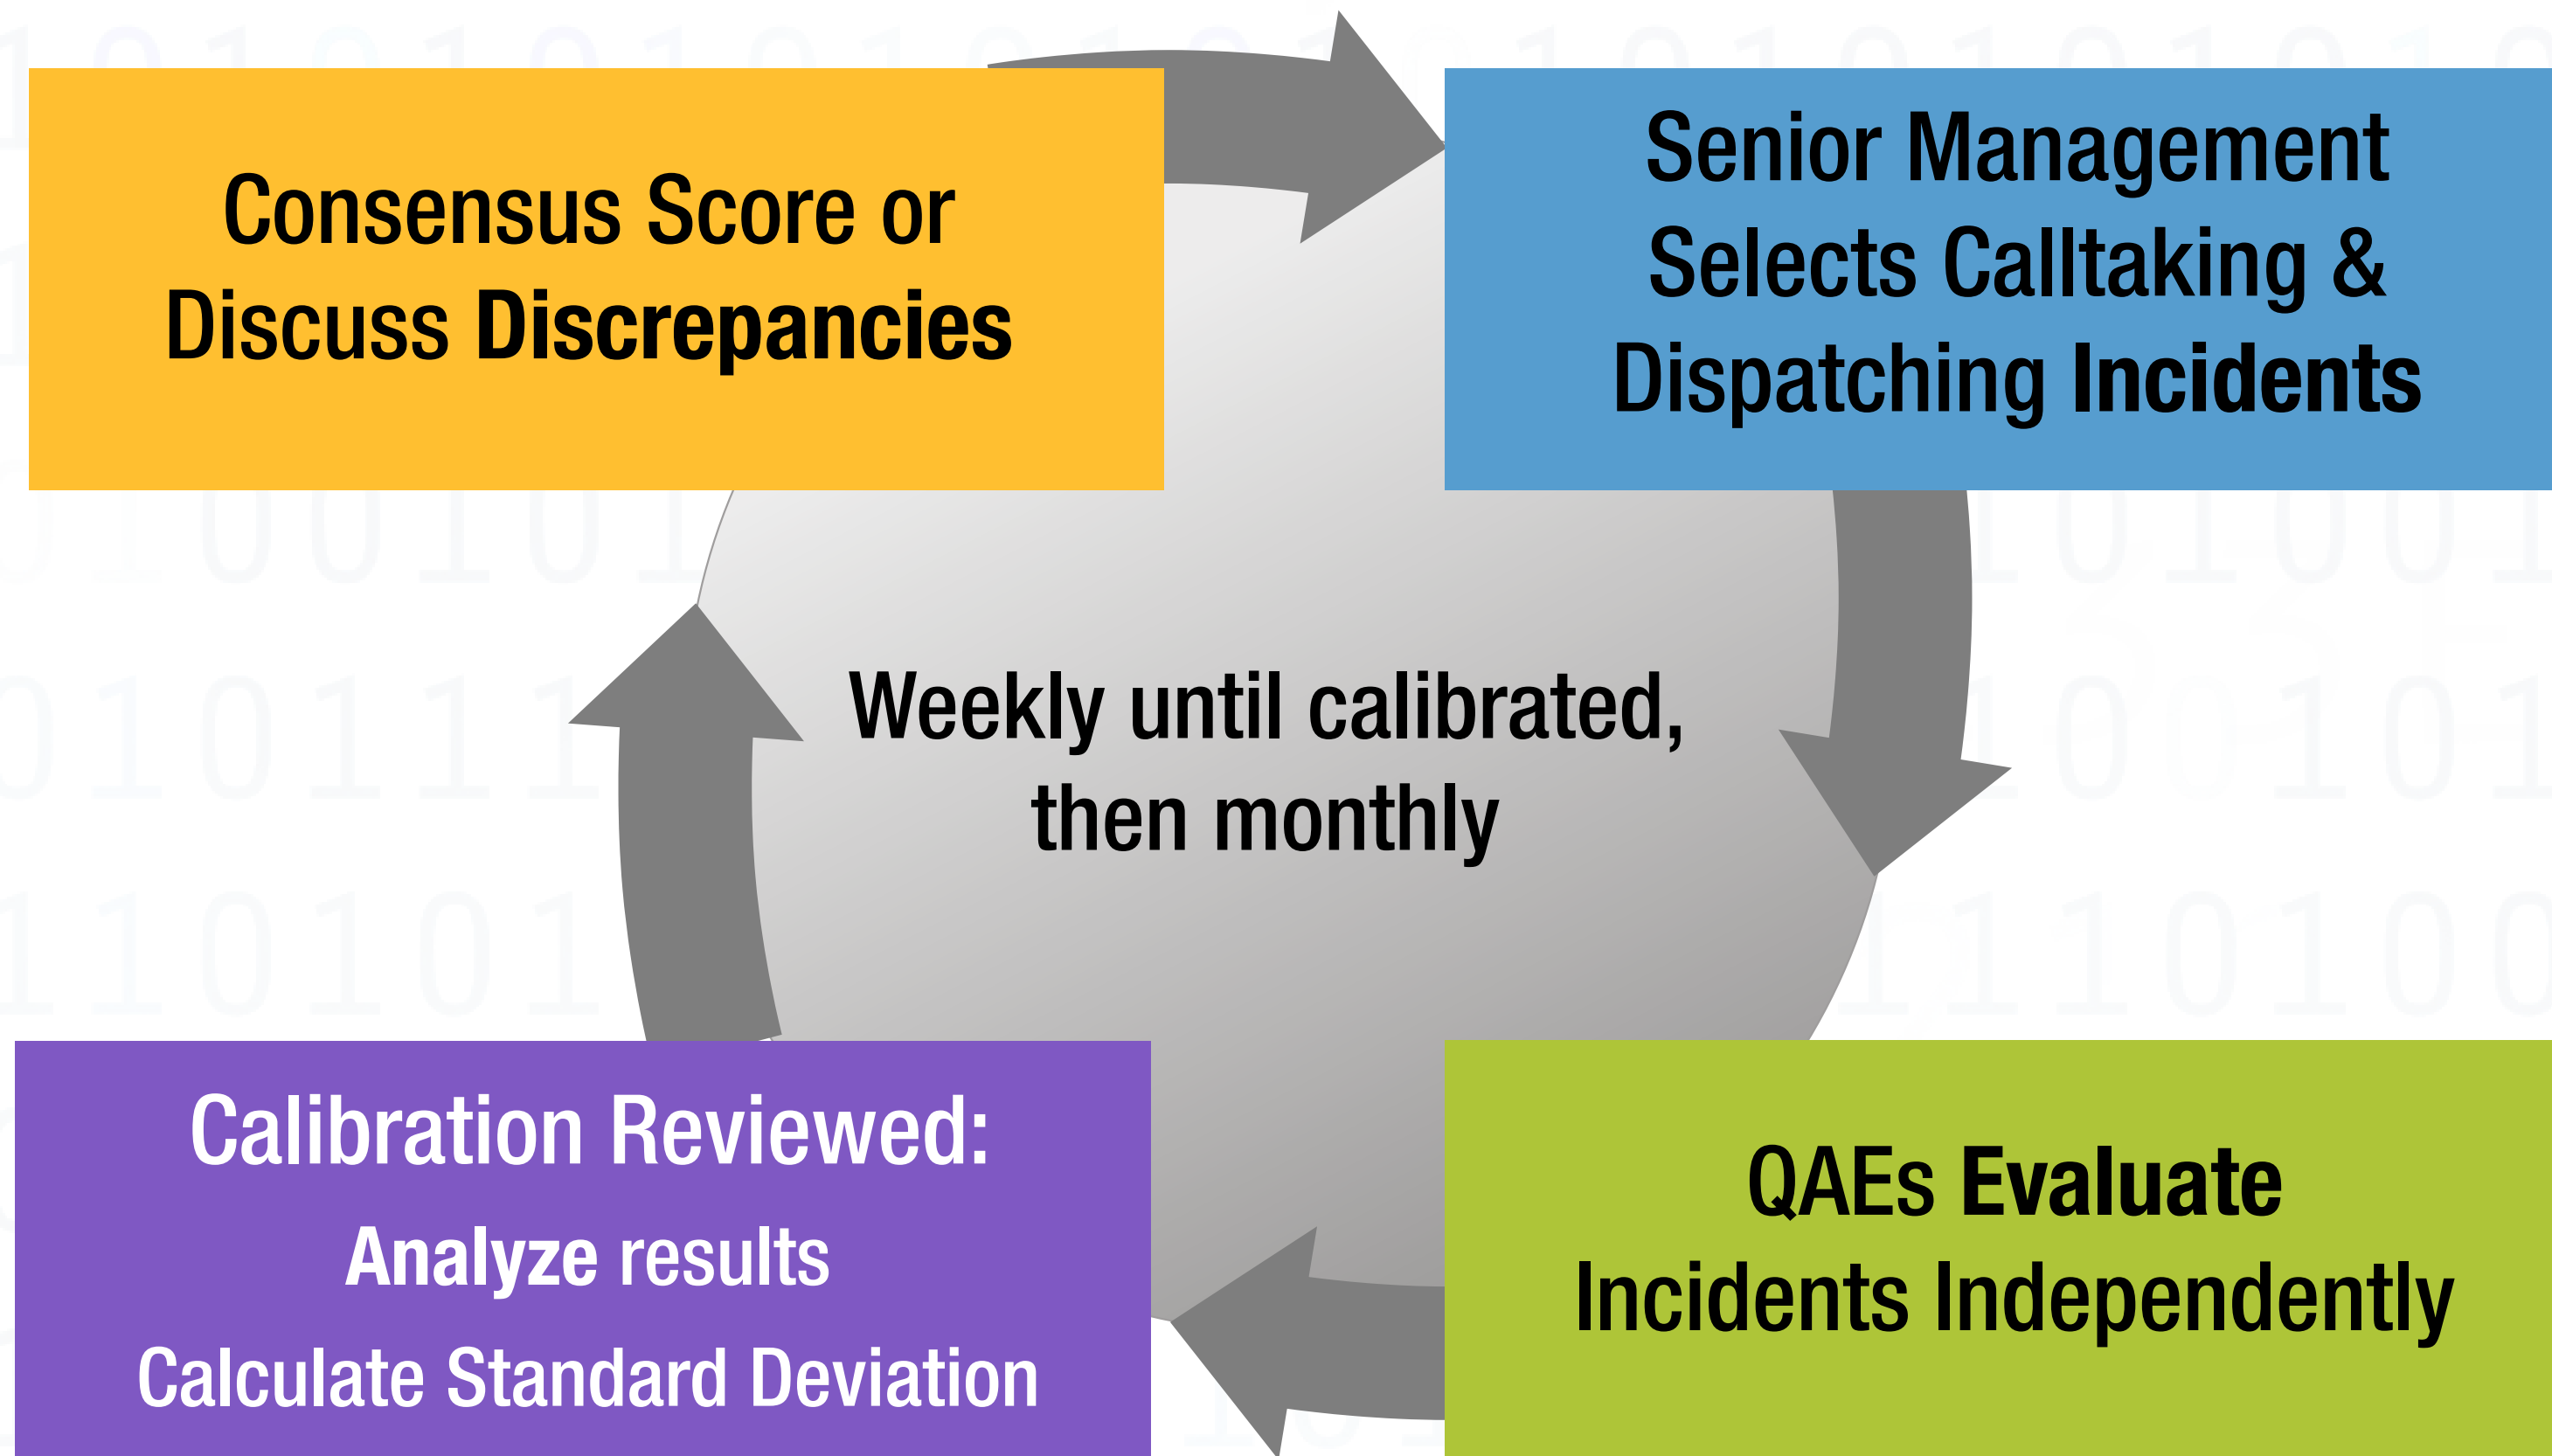 Consensus Score or
Discuss Discrepancies
Senior Management
Selects Calltaking &
Dispatching Incidents
Weekly until calibrated,
then monthly
Calibration Reviewed:
Analyze results
Calculate Standard Deviation
QAEs Evaluate
Incidents Independently